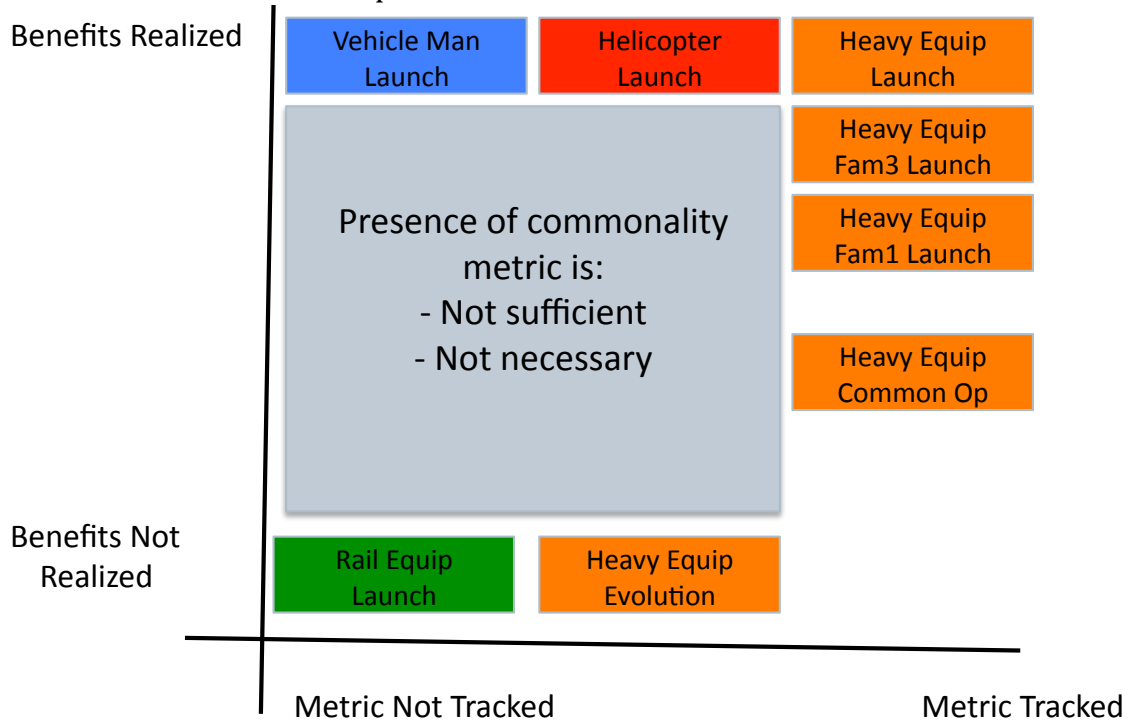 Benefits Realized
Vehicle Man
Launch
Helicopter
Launch
Heavy Equip
Launch
Heavy Equip
Fam3 Launch
Heavy Equip
Fam1 Launch
Presence of commonality
metric is:
- Not sufficient
- Not necessary
Heavy Equip
Common Op
Benefits Not
Realized
Rail Equip
Launch
Heavy Equip
Evolution
Metric Not Tracked
Metric Tracked